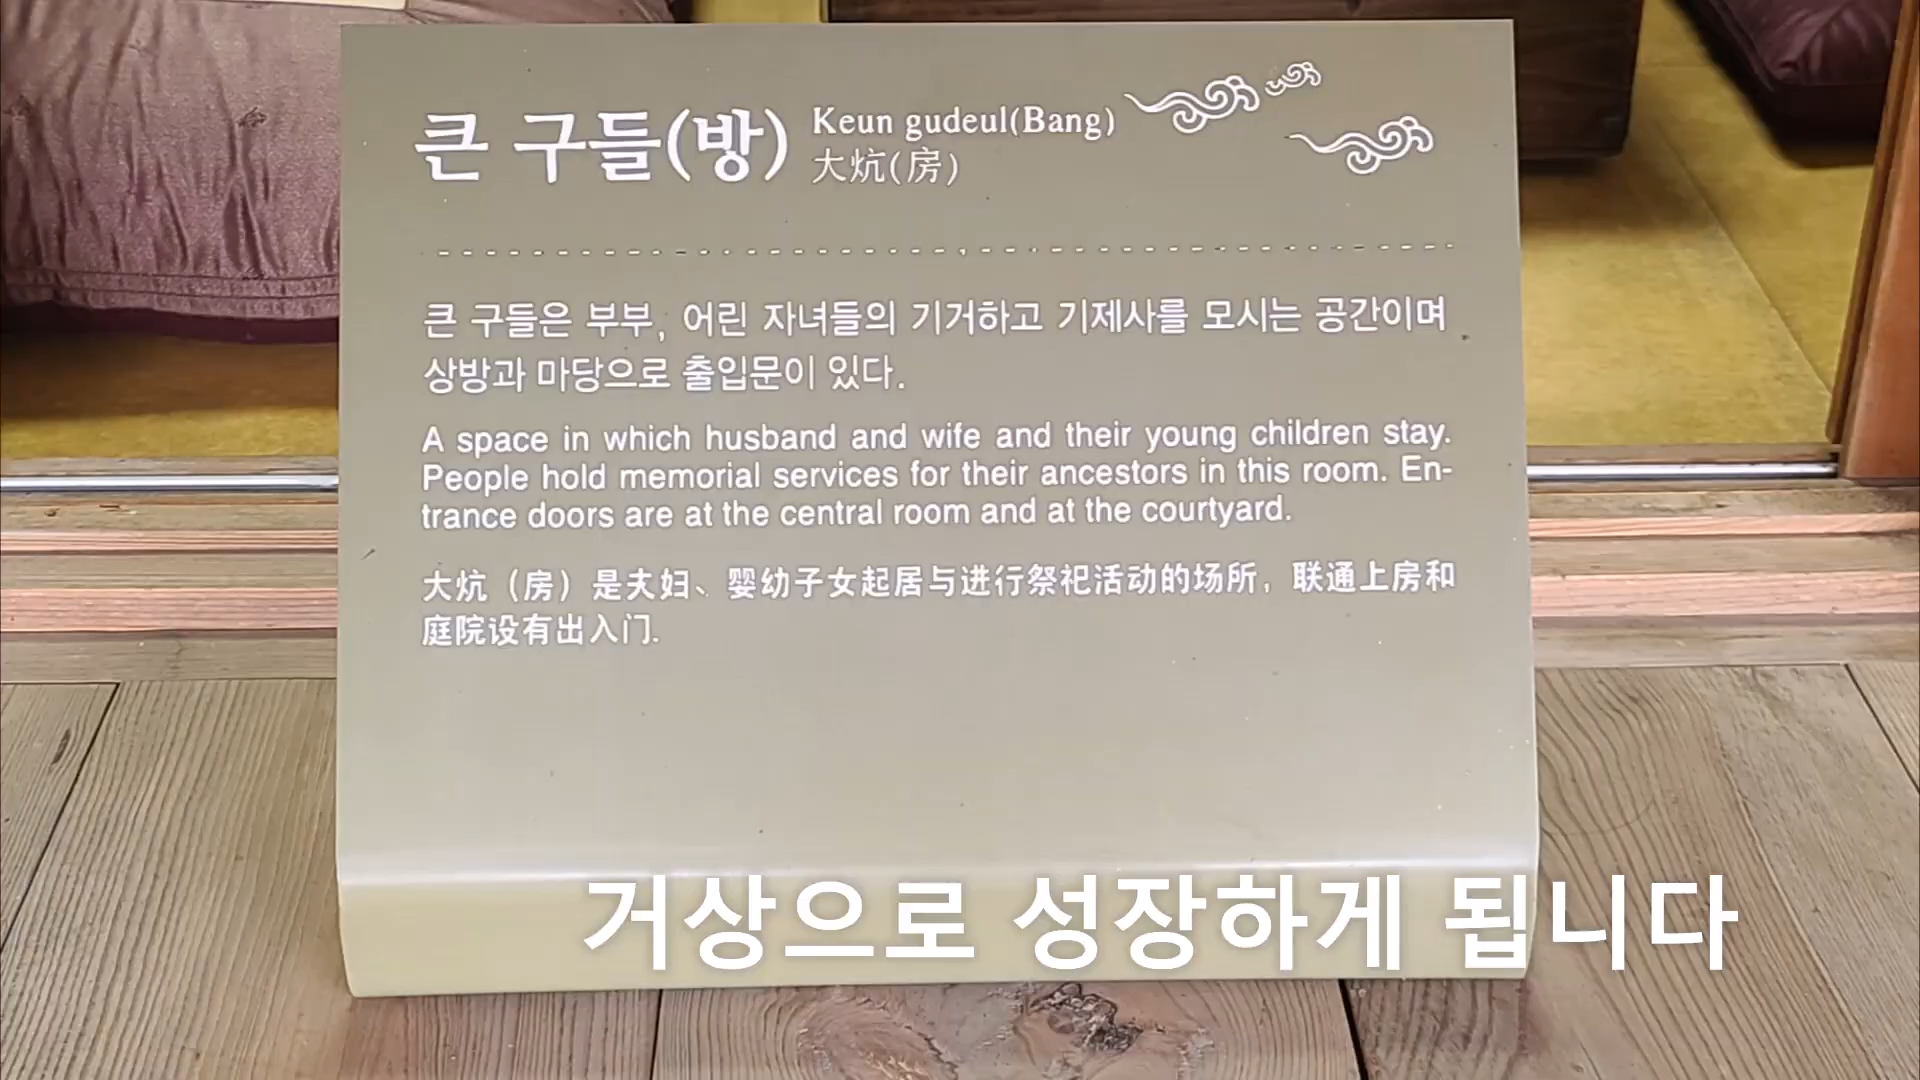 큰 구들(방)
Keun gudeul(Bang)
大炕(房)
큰 구들은 부부, 어린 자녀들의 기거하고 기제사를 모시는 공간이며
상방과 마당으로 출입문이 있다.
A space in which husband and wife and their young children stay.
People hold memorial services for their ancestors in this room. En-
trance doors are at the central room and at the courtyard.
大炕（房）是夫妇、婴幼子女起居与进行祭祀活动的场所，联通上房和
庭院设有出入门.
거상으로 성장하게 됩니다